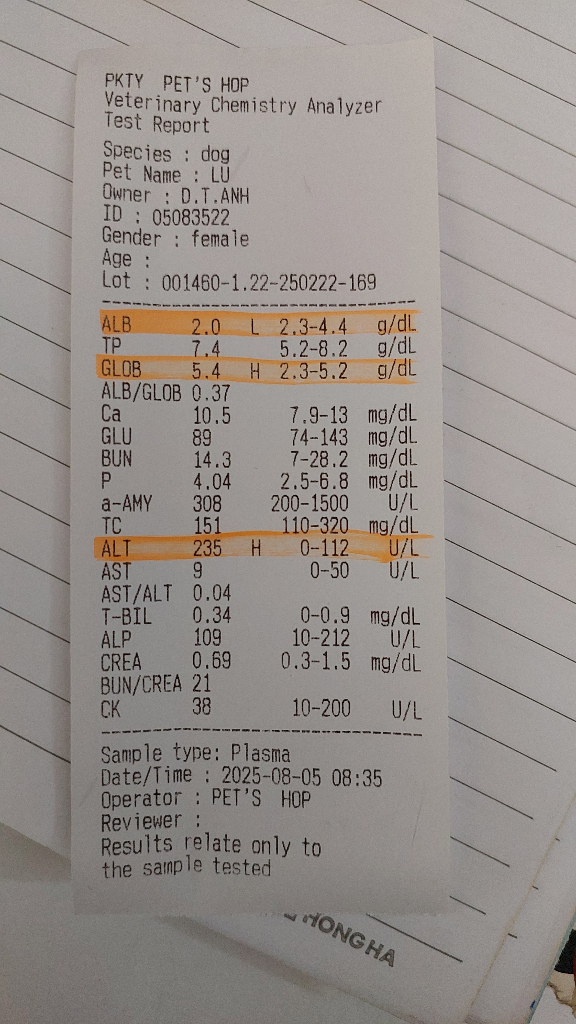 PKTY PET'S HOP
Veterinary Chemistry Analyzer
Test Report
Species : dog
Pet Name : LU
Owner : D.T.ANH
ID : 05083522
Gender : female
Age :
Lot : 001460-1.22-250222-169
ALB 2.0 L 2.3-4.4 g/dL
TP 7.4 5.2-8.2 g/dL
GLOB 5.4 H 2.3-5.2 g/dL
ALB/GLOB 0.37
Ca 10.5 7.9-13 mg/dL
GLU 89 74-143 mg/dL
BUN 14.3 7-28.2 mg/dL
P 4.04 2.5-6.8 mg/dL
a-AMY 308 200-1500 U/L
TC 151 110-320 mg/dL
ALT 235 H 0-112 U/L
AST 9 0-50 U/L
AST/ALT 0.04
T-BIL 0.34 0-0.9 mg/dL
ALP 109 10-212 U/L
CREA 0.69 0.3-1.5 mg/dL
BUN/CREA 21
CK 38 10-200 U/L
Sample type: Plasma
Date/Time : 2025-08-05 08:35
Operator : PET'S HOP
Reviewer :
Results relate only to
the sample tested
HONG HA